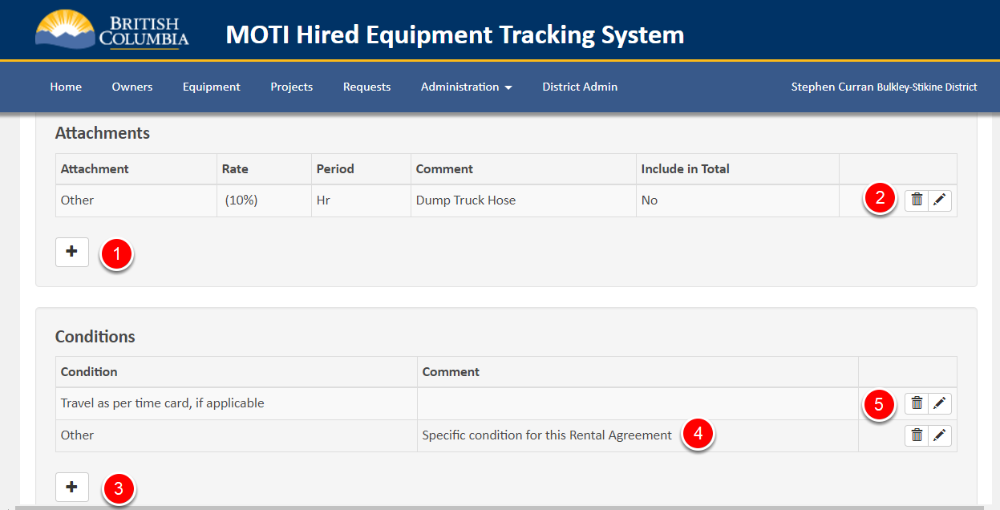 BRITISH
COLUMBIA
MOTI Hired Equipment Tracking System
Home Owners Equipment Projects Requests Administration District Admin Stephen Curran Bulkley-Stikine District
Attachments
Attachment Rate Period Comment Include in Total
Other (10%) Hr Dump Truck Hose No 2
1
Conditions
Condition Comment
Travel as per time card, if applicable 5
Other Specific condition for this Rental Agreement 4
3